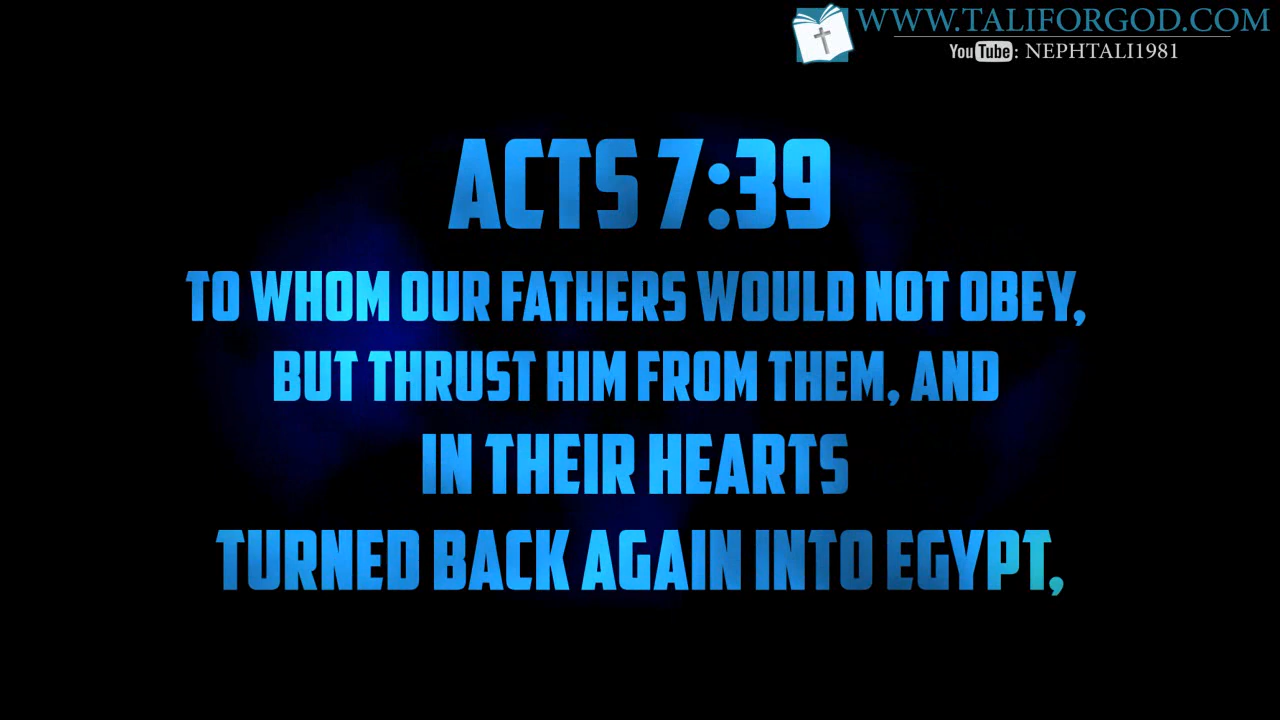 WWW.TALIFORGOD.COM
YouTube: NEPHTALI1981
ACTS 7:39
TO WHOM OUR FATHERS WOULD NOT OBEY,
BUT THRUST HIM FROM THEM, AND
IN THEIR HEARTS
TURNED BACK AGAIN INTO EGYPT,